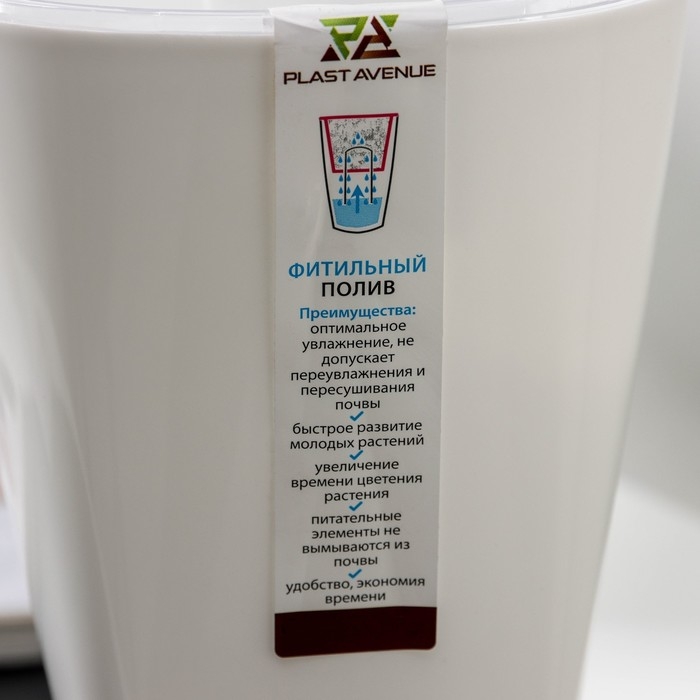 PLAST AVENUE
ФИТИЛЬНЫЙ
ПОЛИВ
Преимущества:
оптимальное
увлажнение, не
допускает
переувлажнения и
пересушивания
почвы
быстрое развитие
молодых растений
увеличение
времени цветения
растения
питательные
элементы не
вымываются из
почвы
удобство, экономия
времени